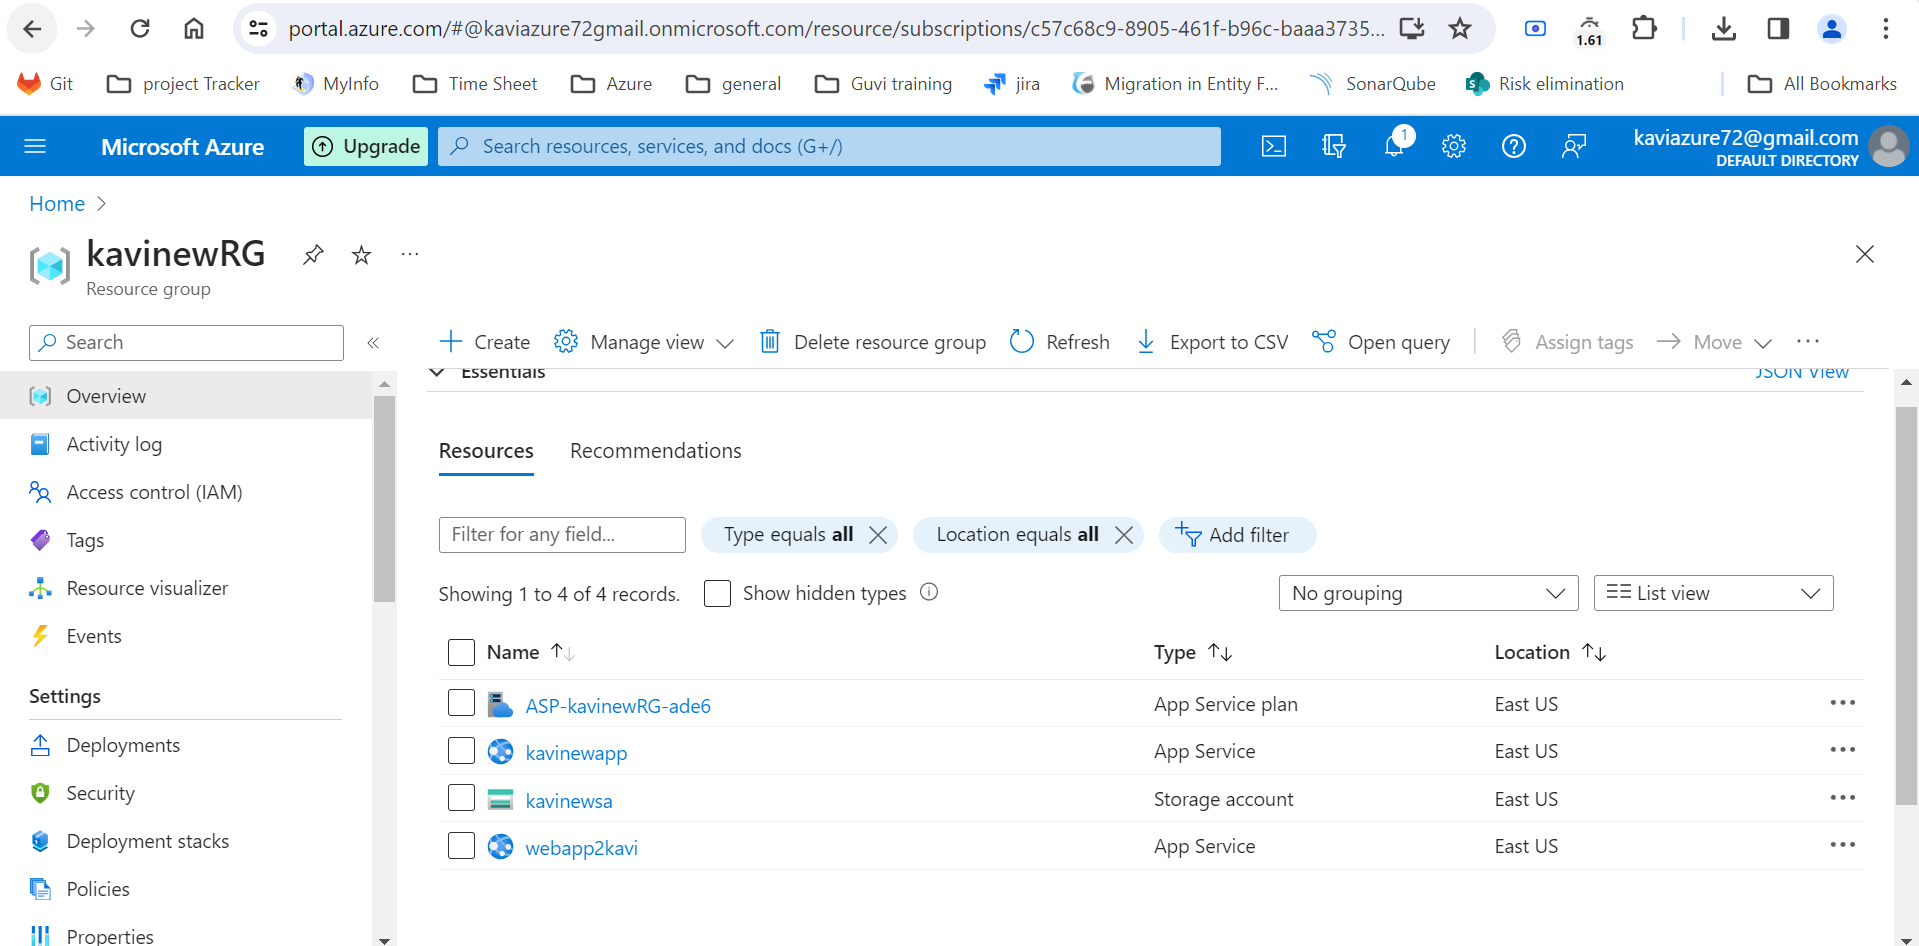 portal.azure.com/#@kaviazure72gmail.onmicrosoft.com/resource/subscriptions/c57c68c9-8905-461f-b96c-baaa3735...
1.61
Git project Tracker MyInfo Time Sheet Azure general Guvi training jira Migration in Entity F... SonarQube Risk elimination All Bookmarks
Microsoft Azure Upgrade Search resources, services, and docs (G+/) 1 kaviazure72@gmail.com
DEFAULT DIRECTORY
Home
kavinewRG ...
Resource group
Search « Create Manage view Delete resource group Refresh Export to CSV Open query Assign tags Move ...
Essentials JSON View
Overview
Activity log
Access control (IAM)
Tags
Resource visualizer
Events
Settings
Deployments
Security
Deployment stacks
Policies
Properties
Resources Recommendations
Filter for any field... Type equals all Location equals all Add filter
Showing 1 to 4 of 4 records. Show hidden types No grouping List view
Name Type Location
ASP-kavinewRG-ade6 App Service plan East US ...
kavinewapp App Service East US ...
kavinewsa Storage account East US ...
webapp2kavi App Service East US ...